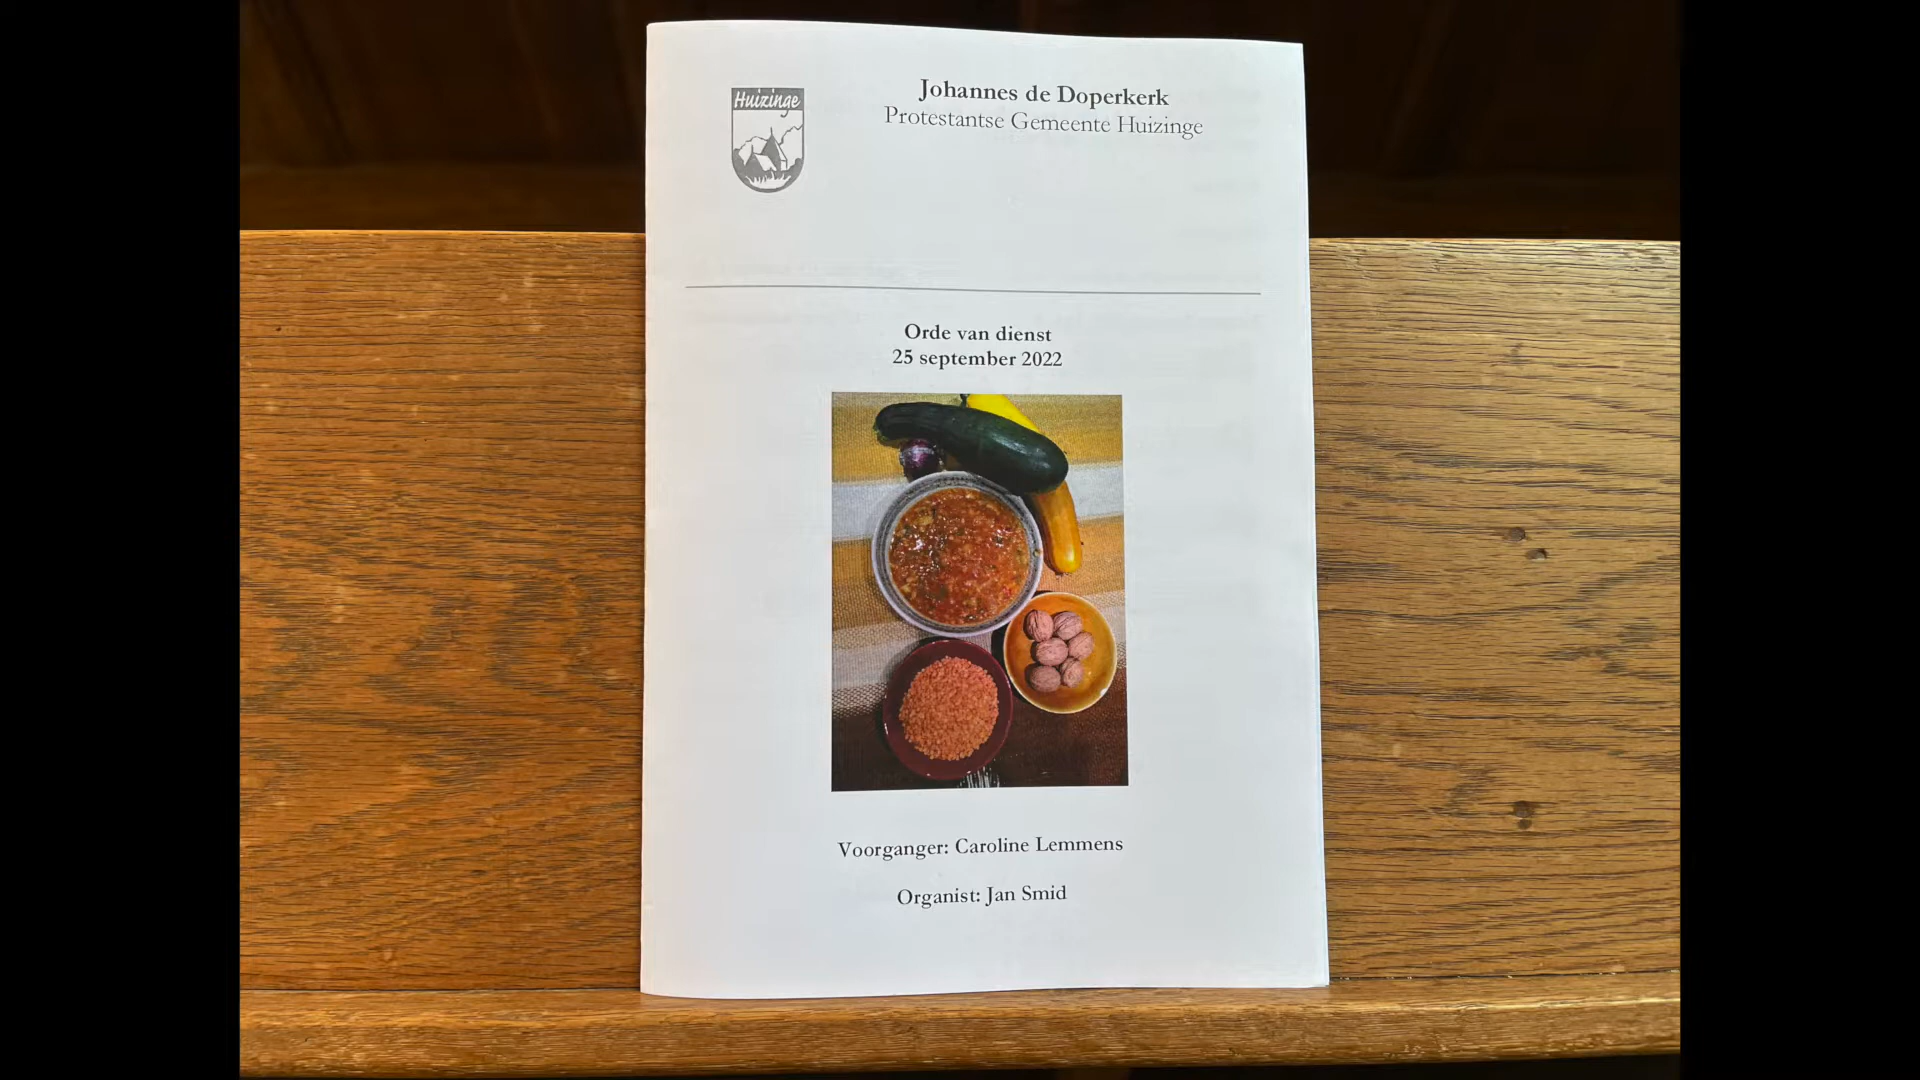 Huizinge
Johannes de Doperkerk
Protestantse Gemeente Huizinge
Orde van dienst
25 september 2022
Voorganger: Caroline Lemmens
Organist: Jan Smid